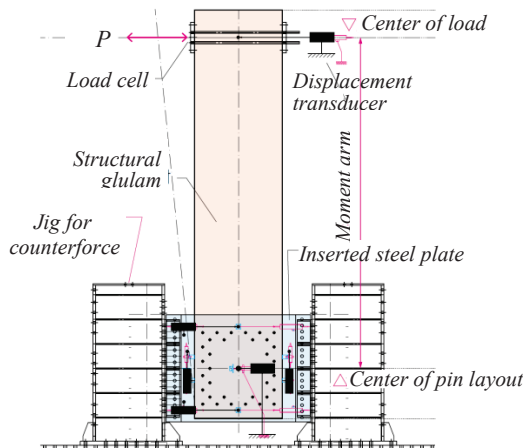 Center of load
P
Load cell
Displacement
transducer
Structural
glulam
Moment arm
Jig for
counterforce
Inserted steel plate
Center of pin layout